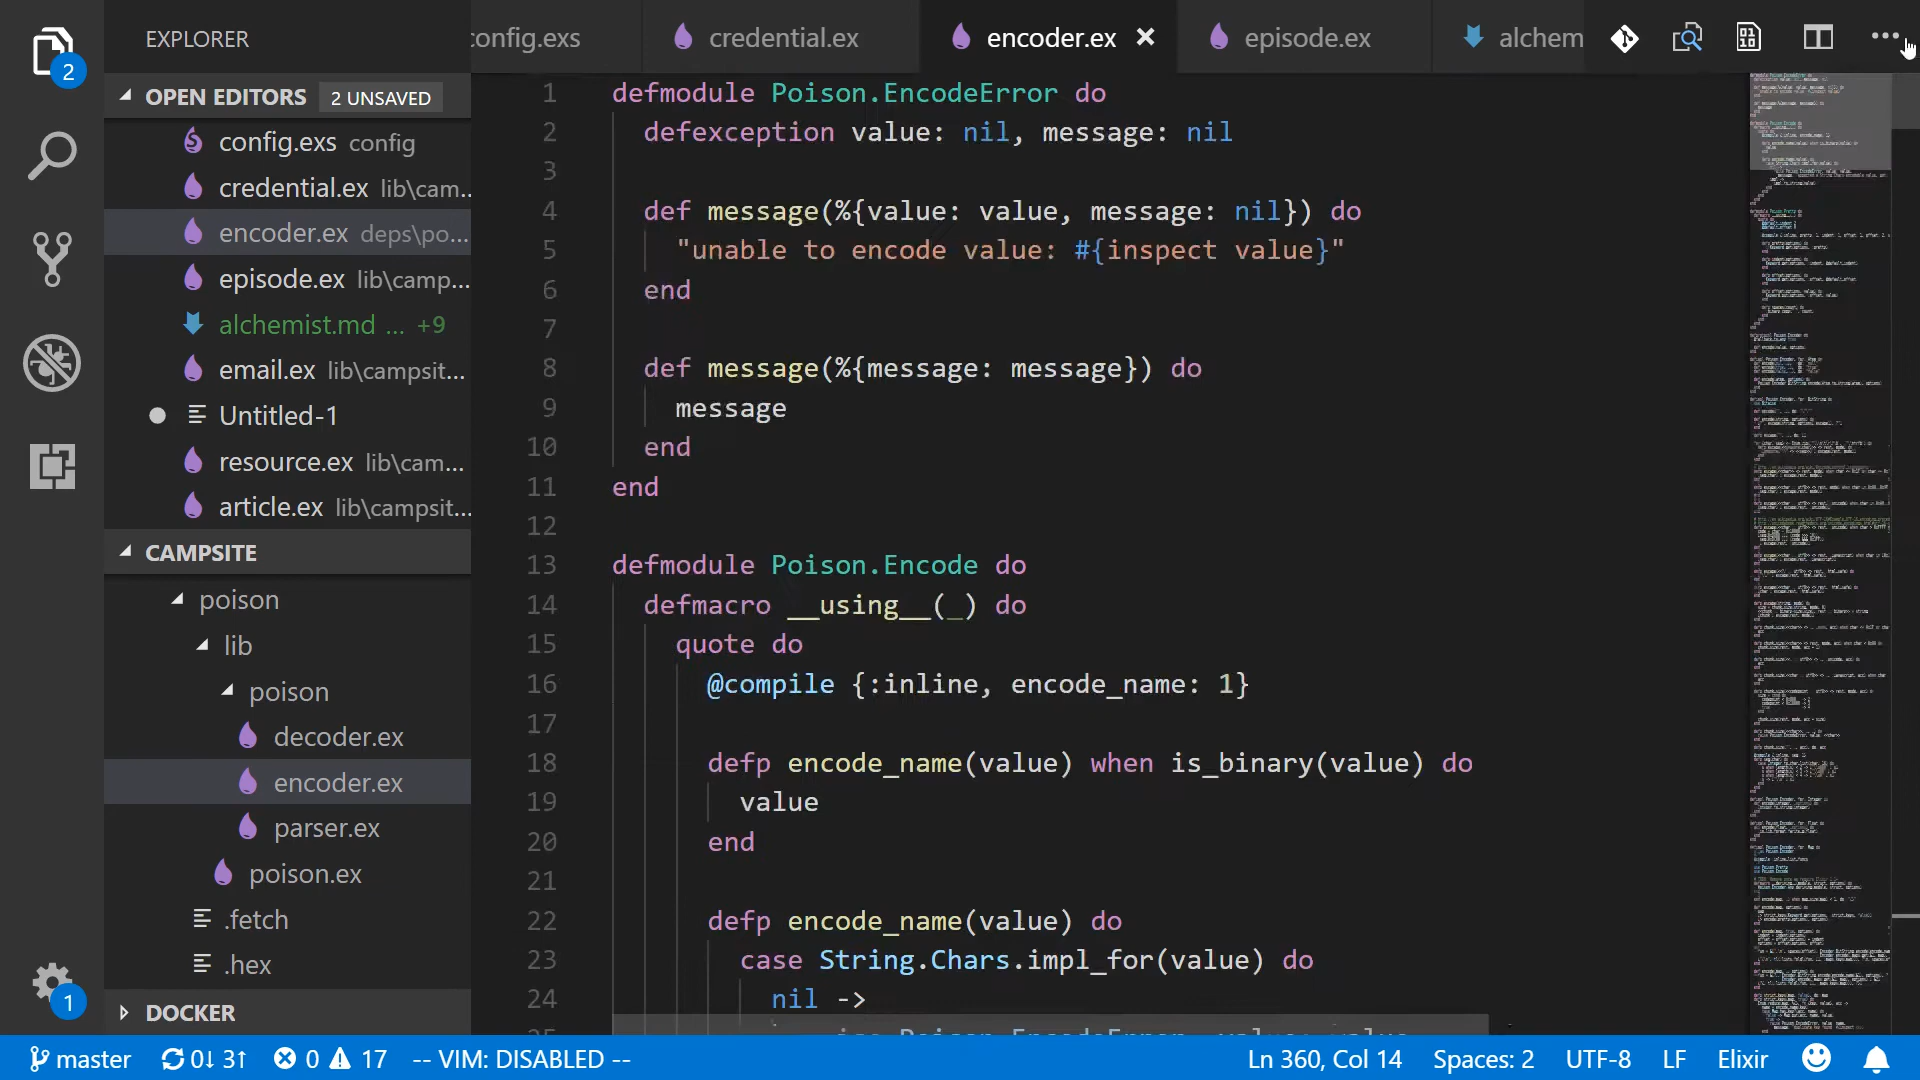 EXPLORER
config.exs
credential.ex
encoder.ex
episode.ex
alchem
2
OPEN EDITORS 2 UNSAVED
config.exs config
credential.ex lib\cam...
encoder.ex deps\po...
episode.ex lib\camp...
alchemist.md ... +9
email.ex lib\campsit...
Untitled-1
resource.ex lib\cam...
article.ex lib\campsit...
CAMPSITE
poison
lib
poison
decoder.ex
encoder.ex
parser.ex
poison.ex
.fetch
.hex
DOCKER
1
1 defmodule Poison.EncodeError do
2 defexception value: nil, message: nil
3
4 def message(%{value: value, message: nil}) do
5 "unable to encode value: #{inspect value}"
6 end
7
8 def message(%{message: message}) do
9 message
10 end
11 end
12
13 defmodule Poison.Encode do
14 defmacro __using__(_) do
15 quote do
16 @compile {:inline, encode_name: 1}
17
18 defp encode_name(value) when is_binary(value) do
19 value
20 end
21
22 defp encode_name(value) do
23 case String.Chars.impl_for(value) do
24 nil ->
master 0↓ 3↑ 0 17 -- VIM: DISABLED -- Ln 360, Col 14 Spaces: 2 UTF-8 LF Elixir